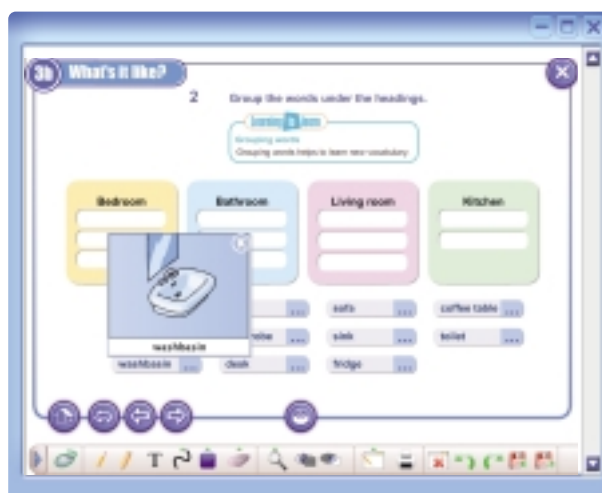 3b What's it like?
2 Group the words under the headings.
Learning to learn
Grouping words
Grouping words helps to learn new vocabulary
Bedroom Bathroom Living room Kitchen
washbasin
... sofa ... coffee table ...
robe ... sink ... toilet ...
washbasin ... desk ... fridge ...
T